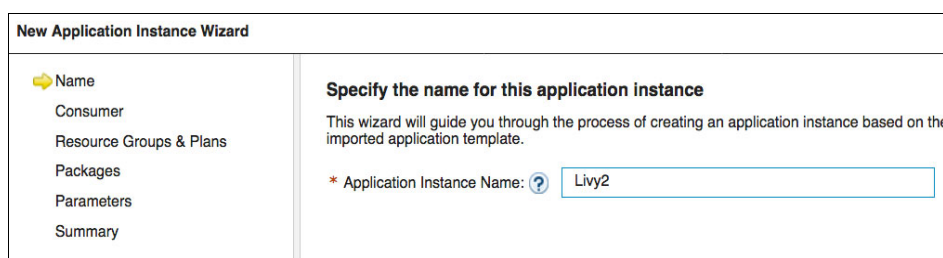 New Application Instance Wizard
Name
Consumer
Resource Groups & Plans
Packages
Parameters
Summary
Specify the name for this application instance
This wizard will guide you through the process of creating an application instance based on the
imported application template.
* Application Instance Name: ? Livy2